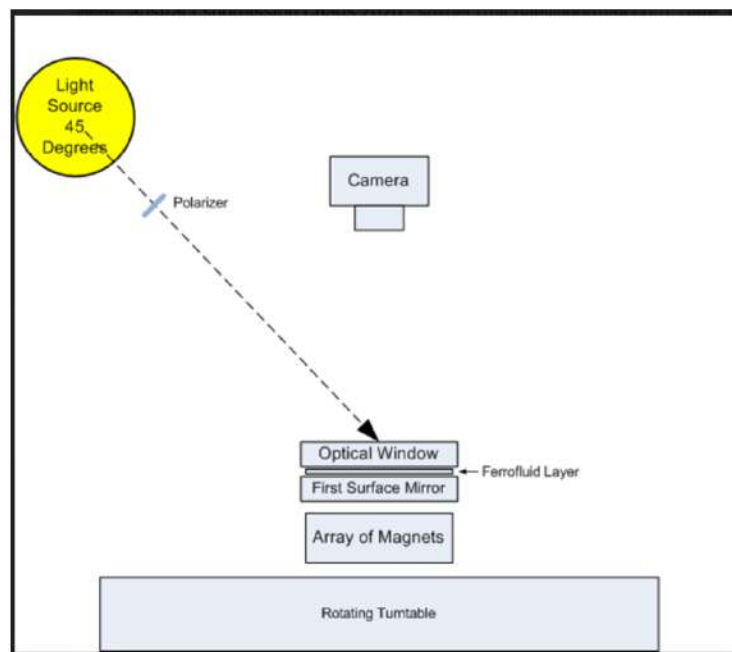 Light
Source
45
Degrees
Polarizer
Camera
Optical Window
Ferrofluid Layer
First Surface Mirror
Array of Magnets
Rotating Turntable